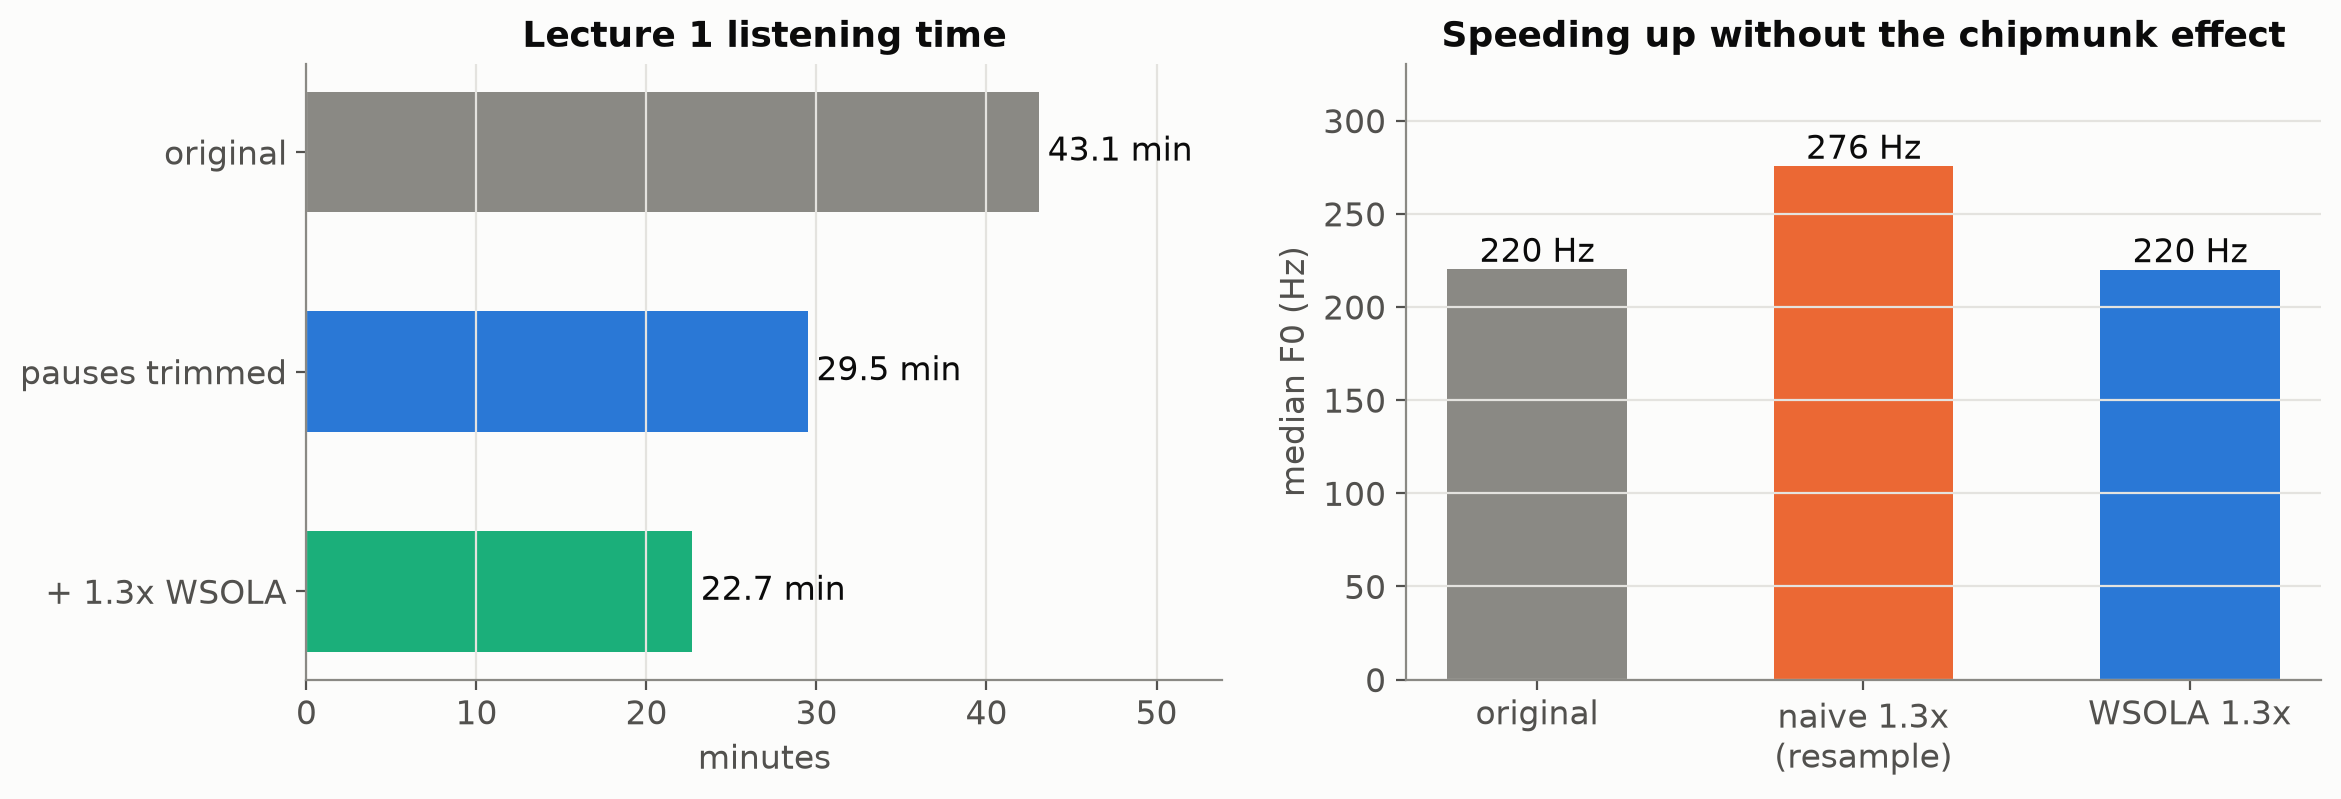 Lecture 1 listening time
original
43.1 min
pauses trimmed
29.5 min
+ 1.3x WSOLA
22.7 min
0 10 20 30 40 50
minutes
Speeding up without the chipmunk effect
median F0 (Hz)
300
250
200
150
100
50
0
220 Hz
276 Hz
220 Hz
original
naive 1.3x
(resample)
WSOLA 1.3x